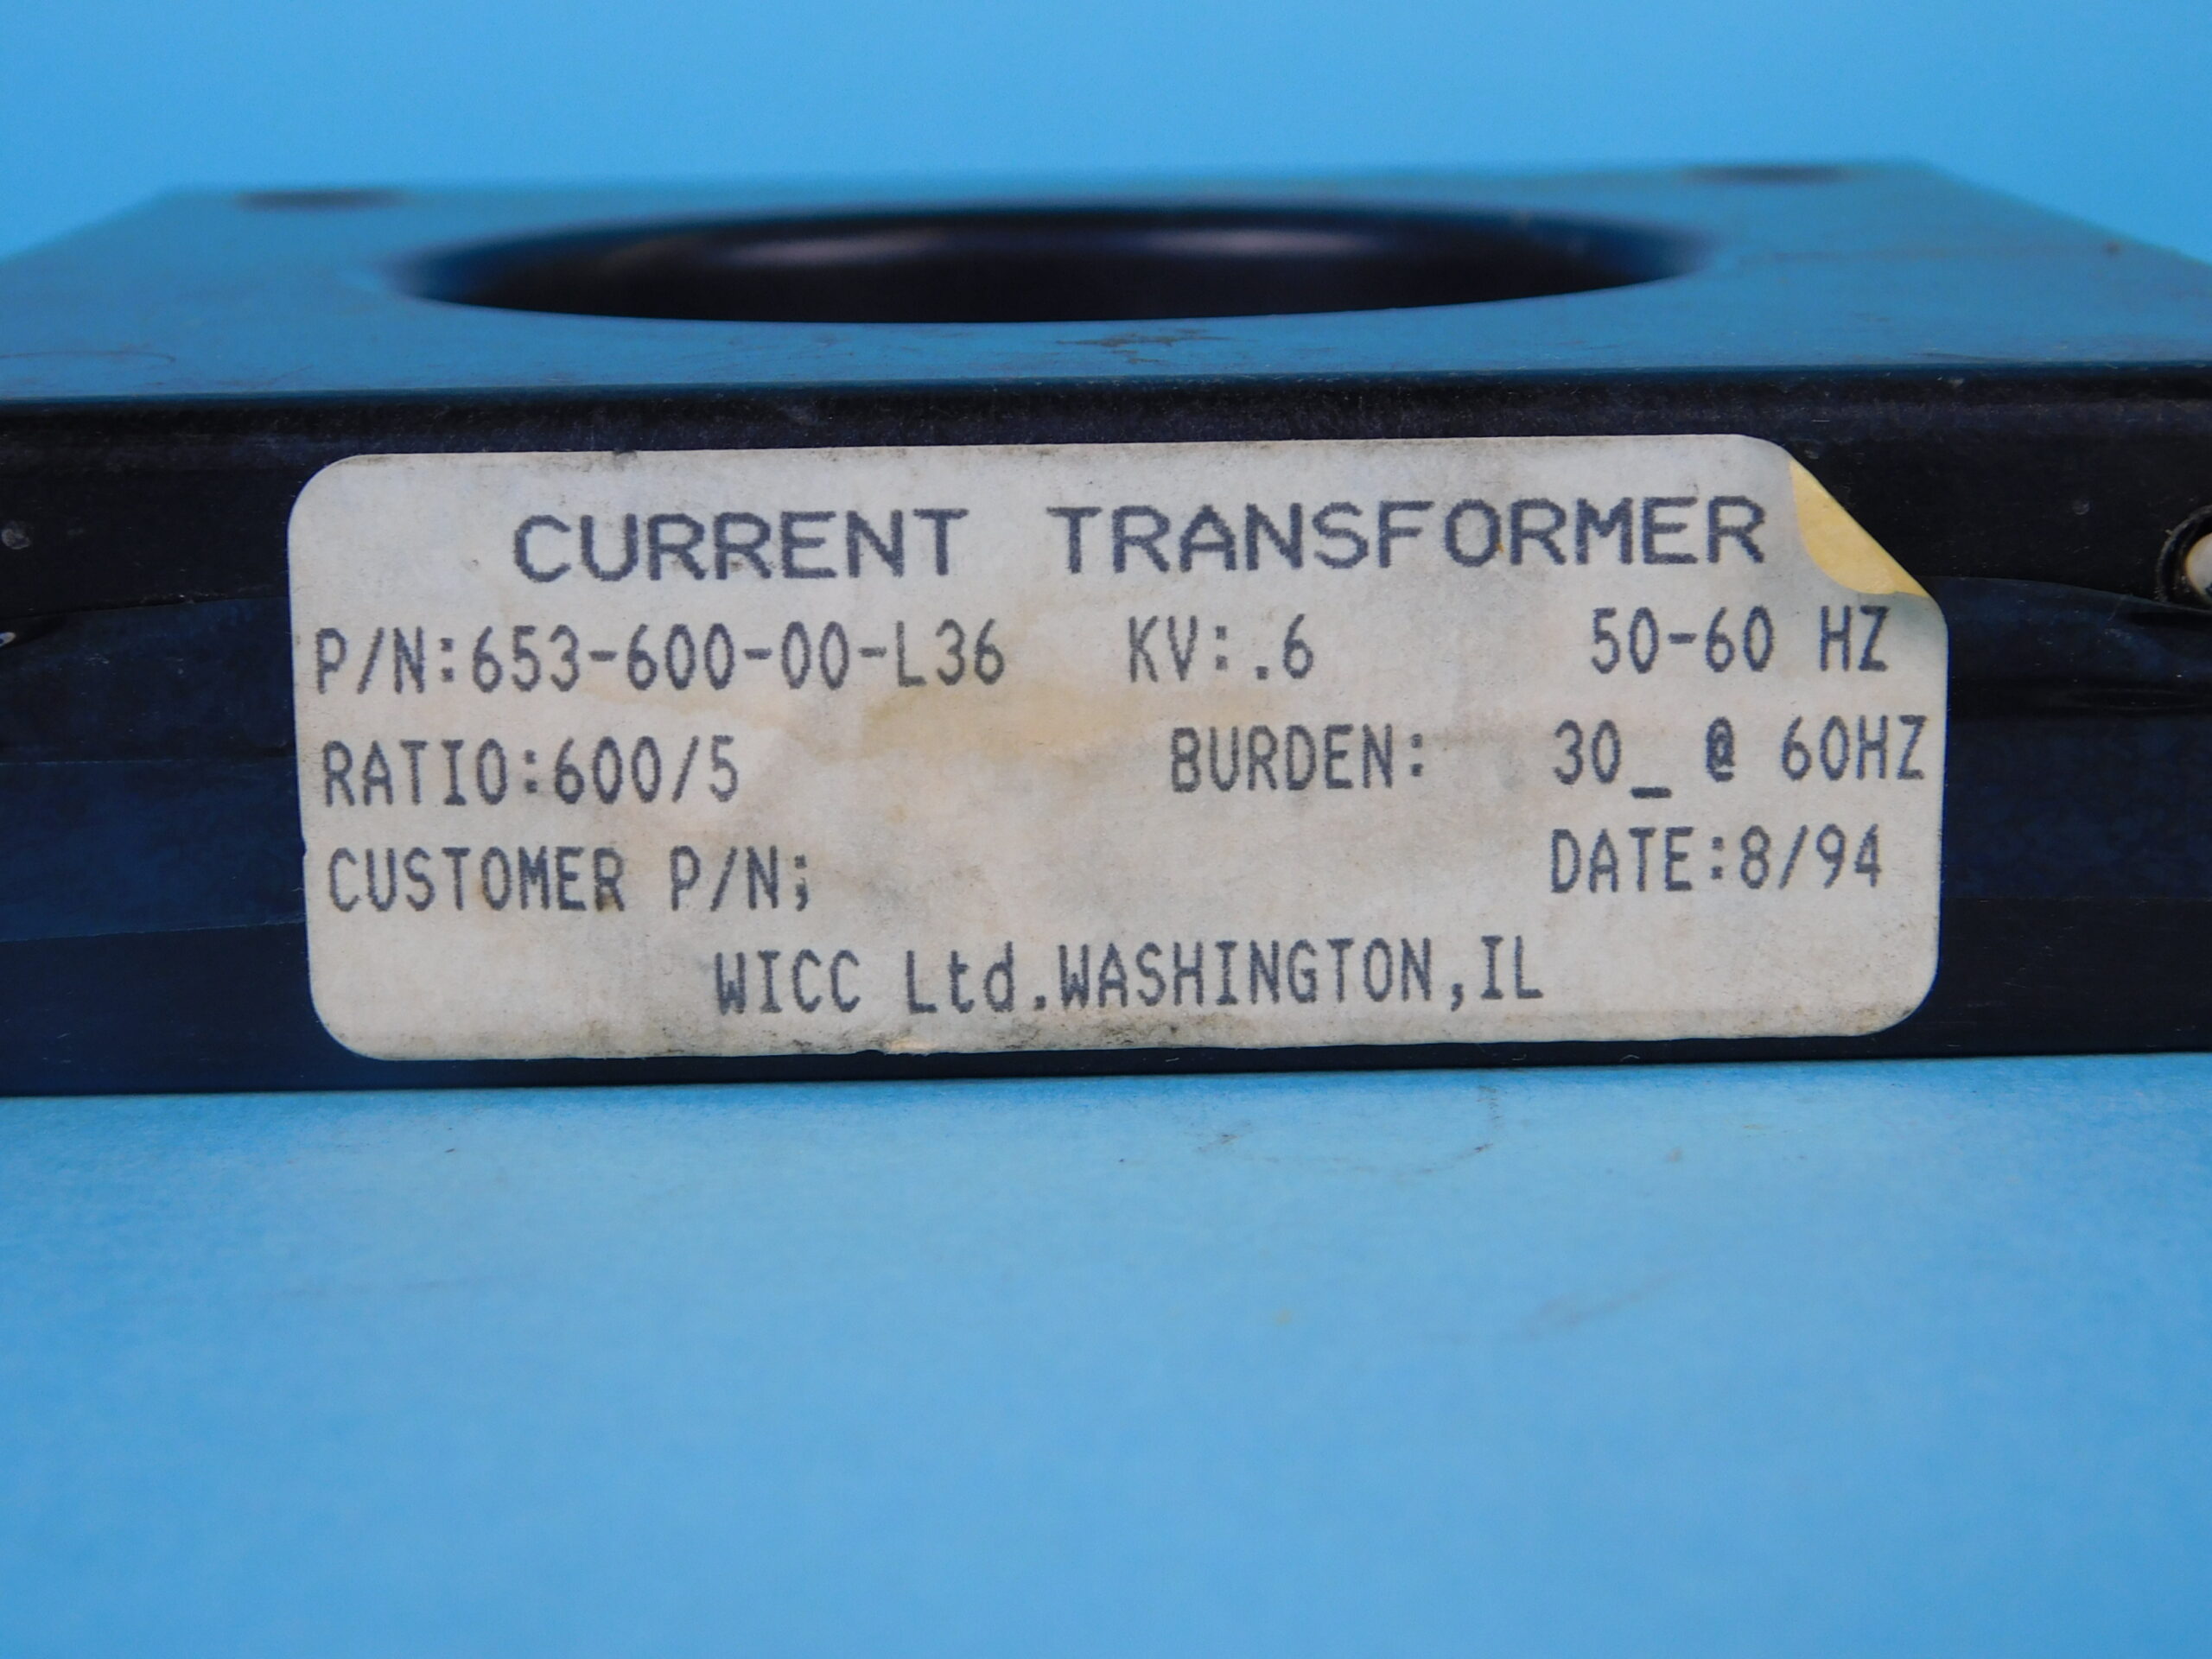 CURRENT TRANSFORMER
P/N:653-600-00-L36 KV:.6 50-60 HZ
RATIO:600/5 BURDEN: 30_ @ 60HZ
CUSTOMER P/N; DATE:8/94
WICC Ltd.WASHINGTON,IL